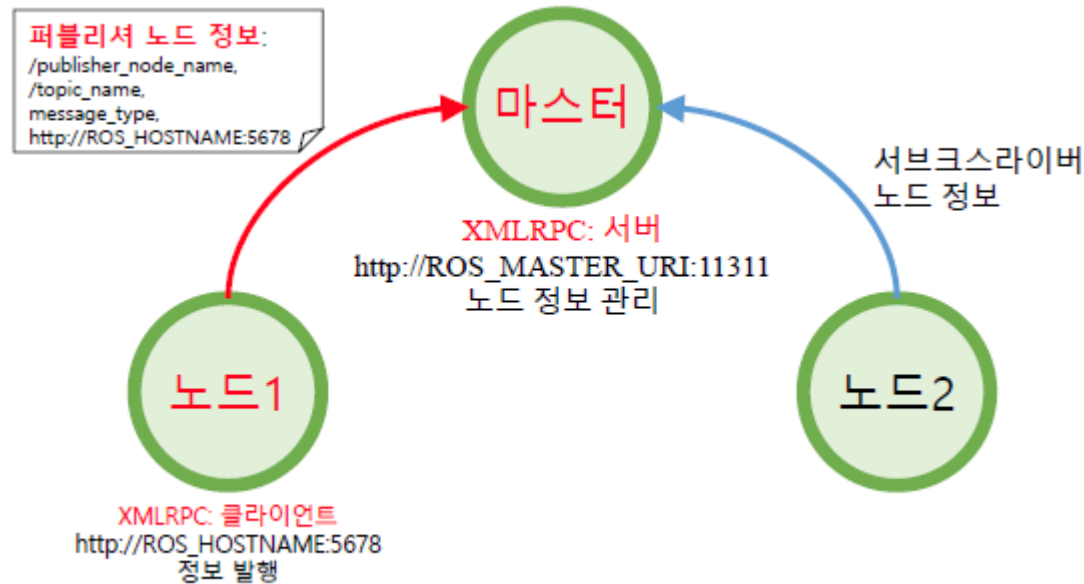 퍼블리셔 노드 정보:
/publisher_node_name,
/topic_name,
message_type,
http://ROS_HOSTNAME:5678
마스터
서브크스라이버
노드 정보
XMLRPC: 서버
http://ROS_MASTER_URI:11311
노드 정보 관리
노드1
노드2
XMLRPC: 클라이언트
http://ROS_HOSTNAME:5678
정보 발행